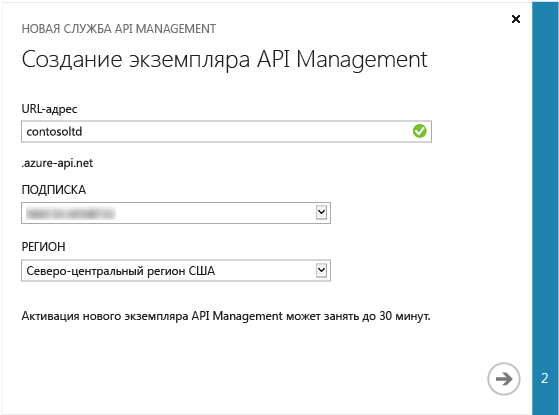 НОВАЯ СЛУЖБА API MANAGEMENT
Создание экземпляра API Management
URL-адрес
contosoltd
.azure-api.net
ПОДПИСКА
РЕГИОН
Северо-центральный регион США
Активация нового экземпляра API Management может занять до 30 минут.
2